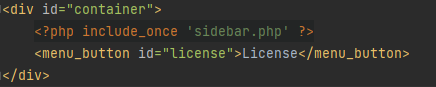 <div id="container">
<?php include_once 'sidebar.php' ?>
<menu_button id="license">License</menu_button>
</div>